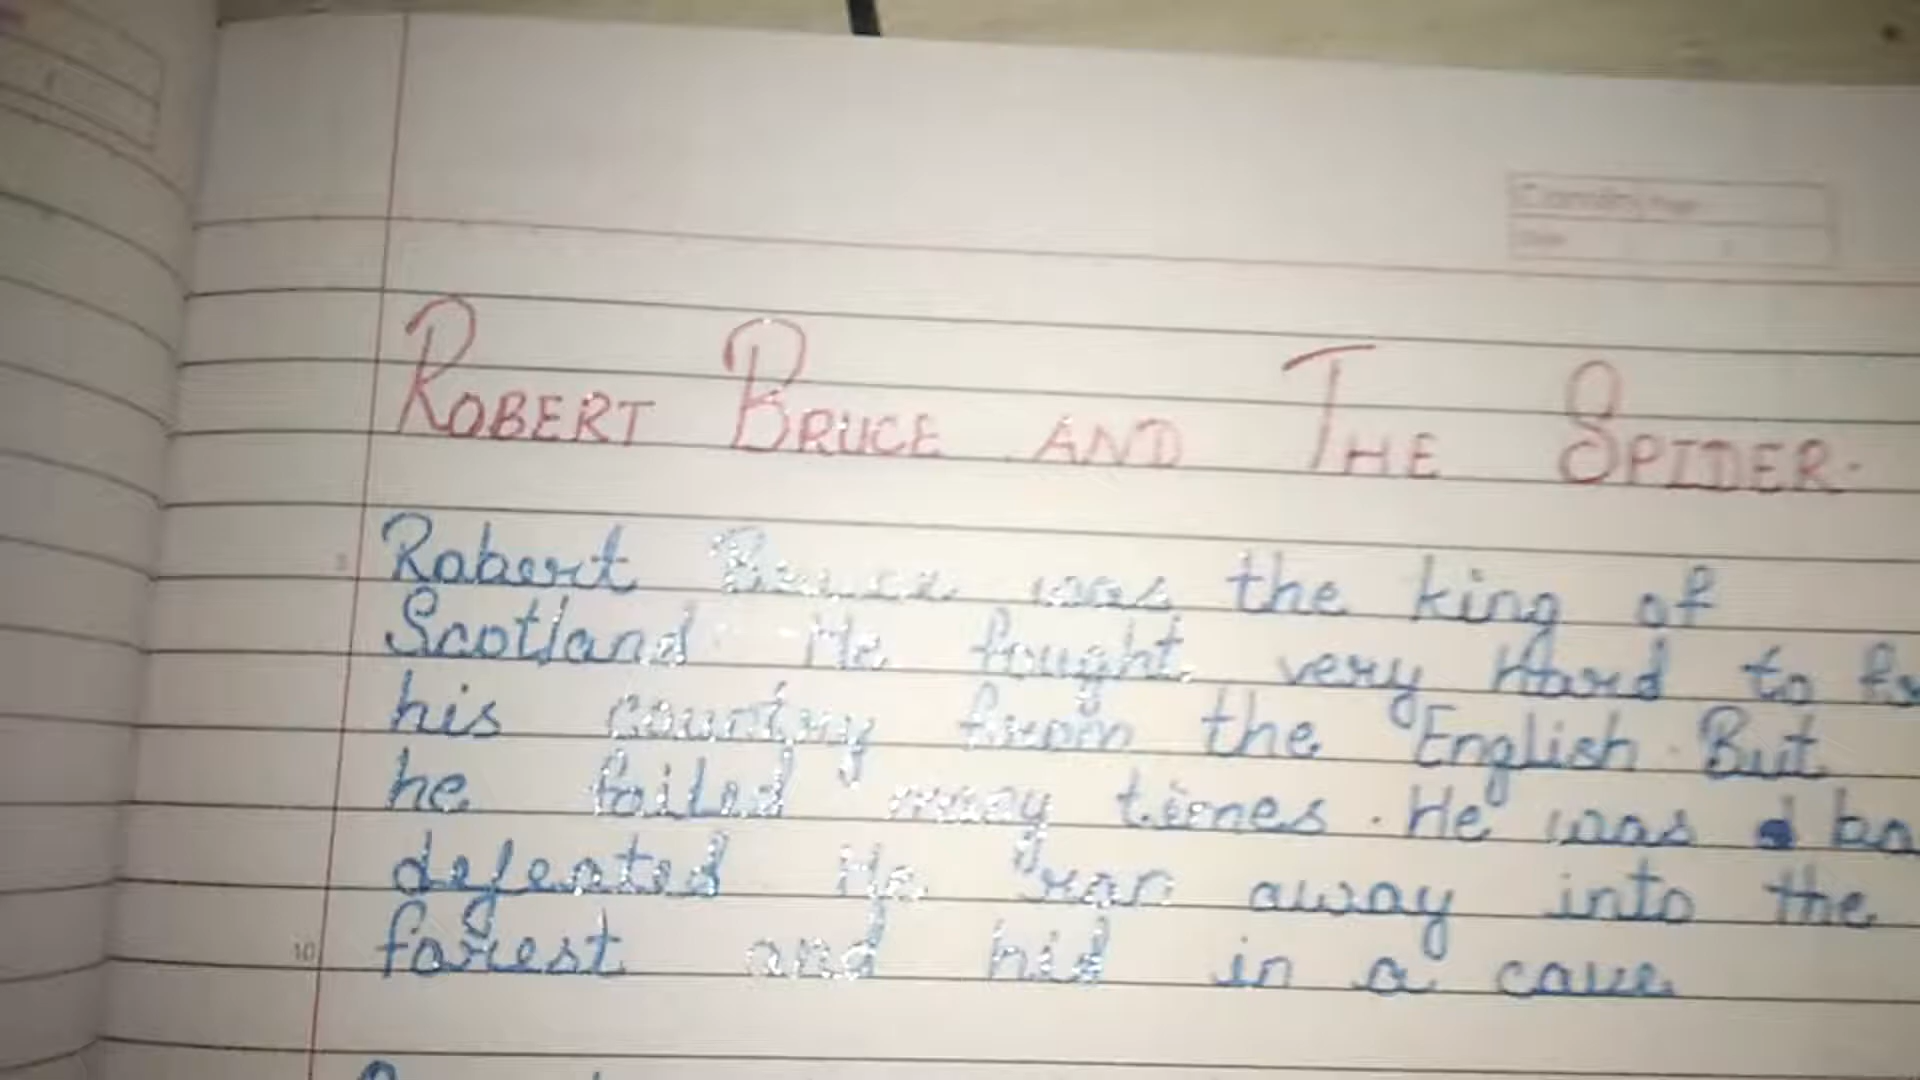 ROBERT BRUCE AND THE SPIDER.
Robert Bruce was the king of
Scotland. He fought very hard to
his country from the English. But
he failed many times. He was
defeated He ran away into the
forest and hid in a cave
10